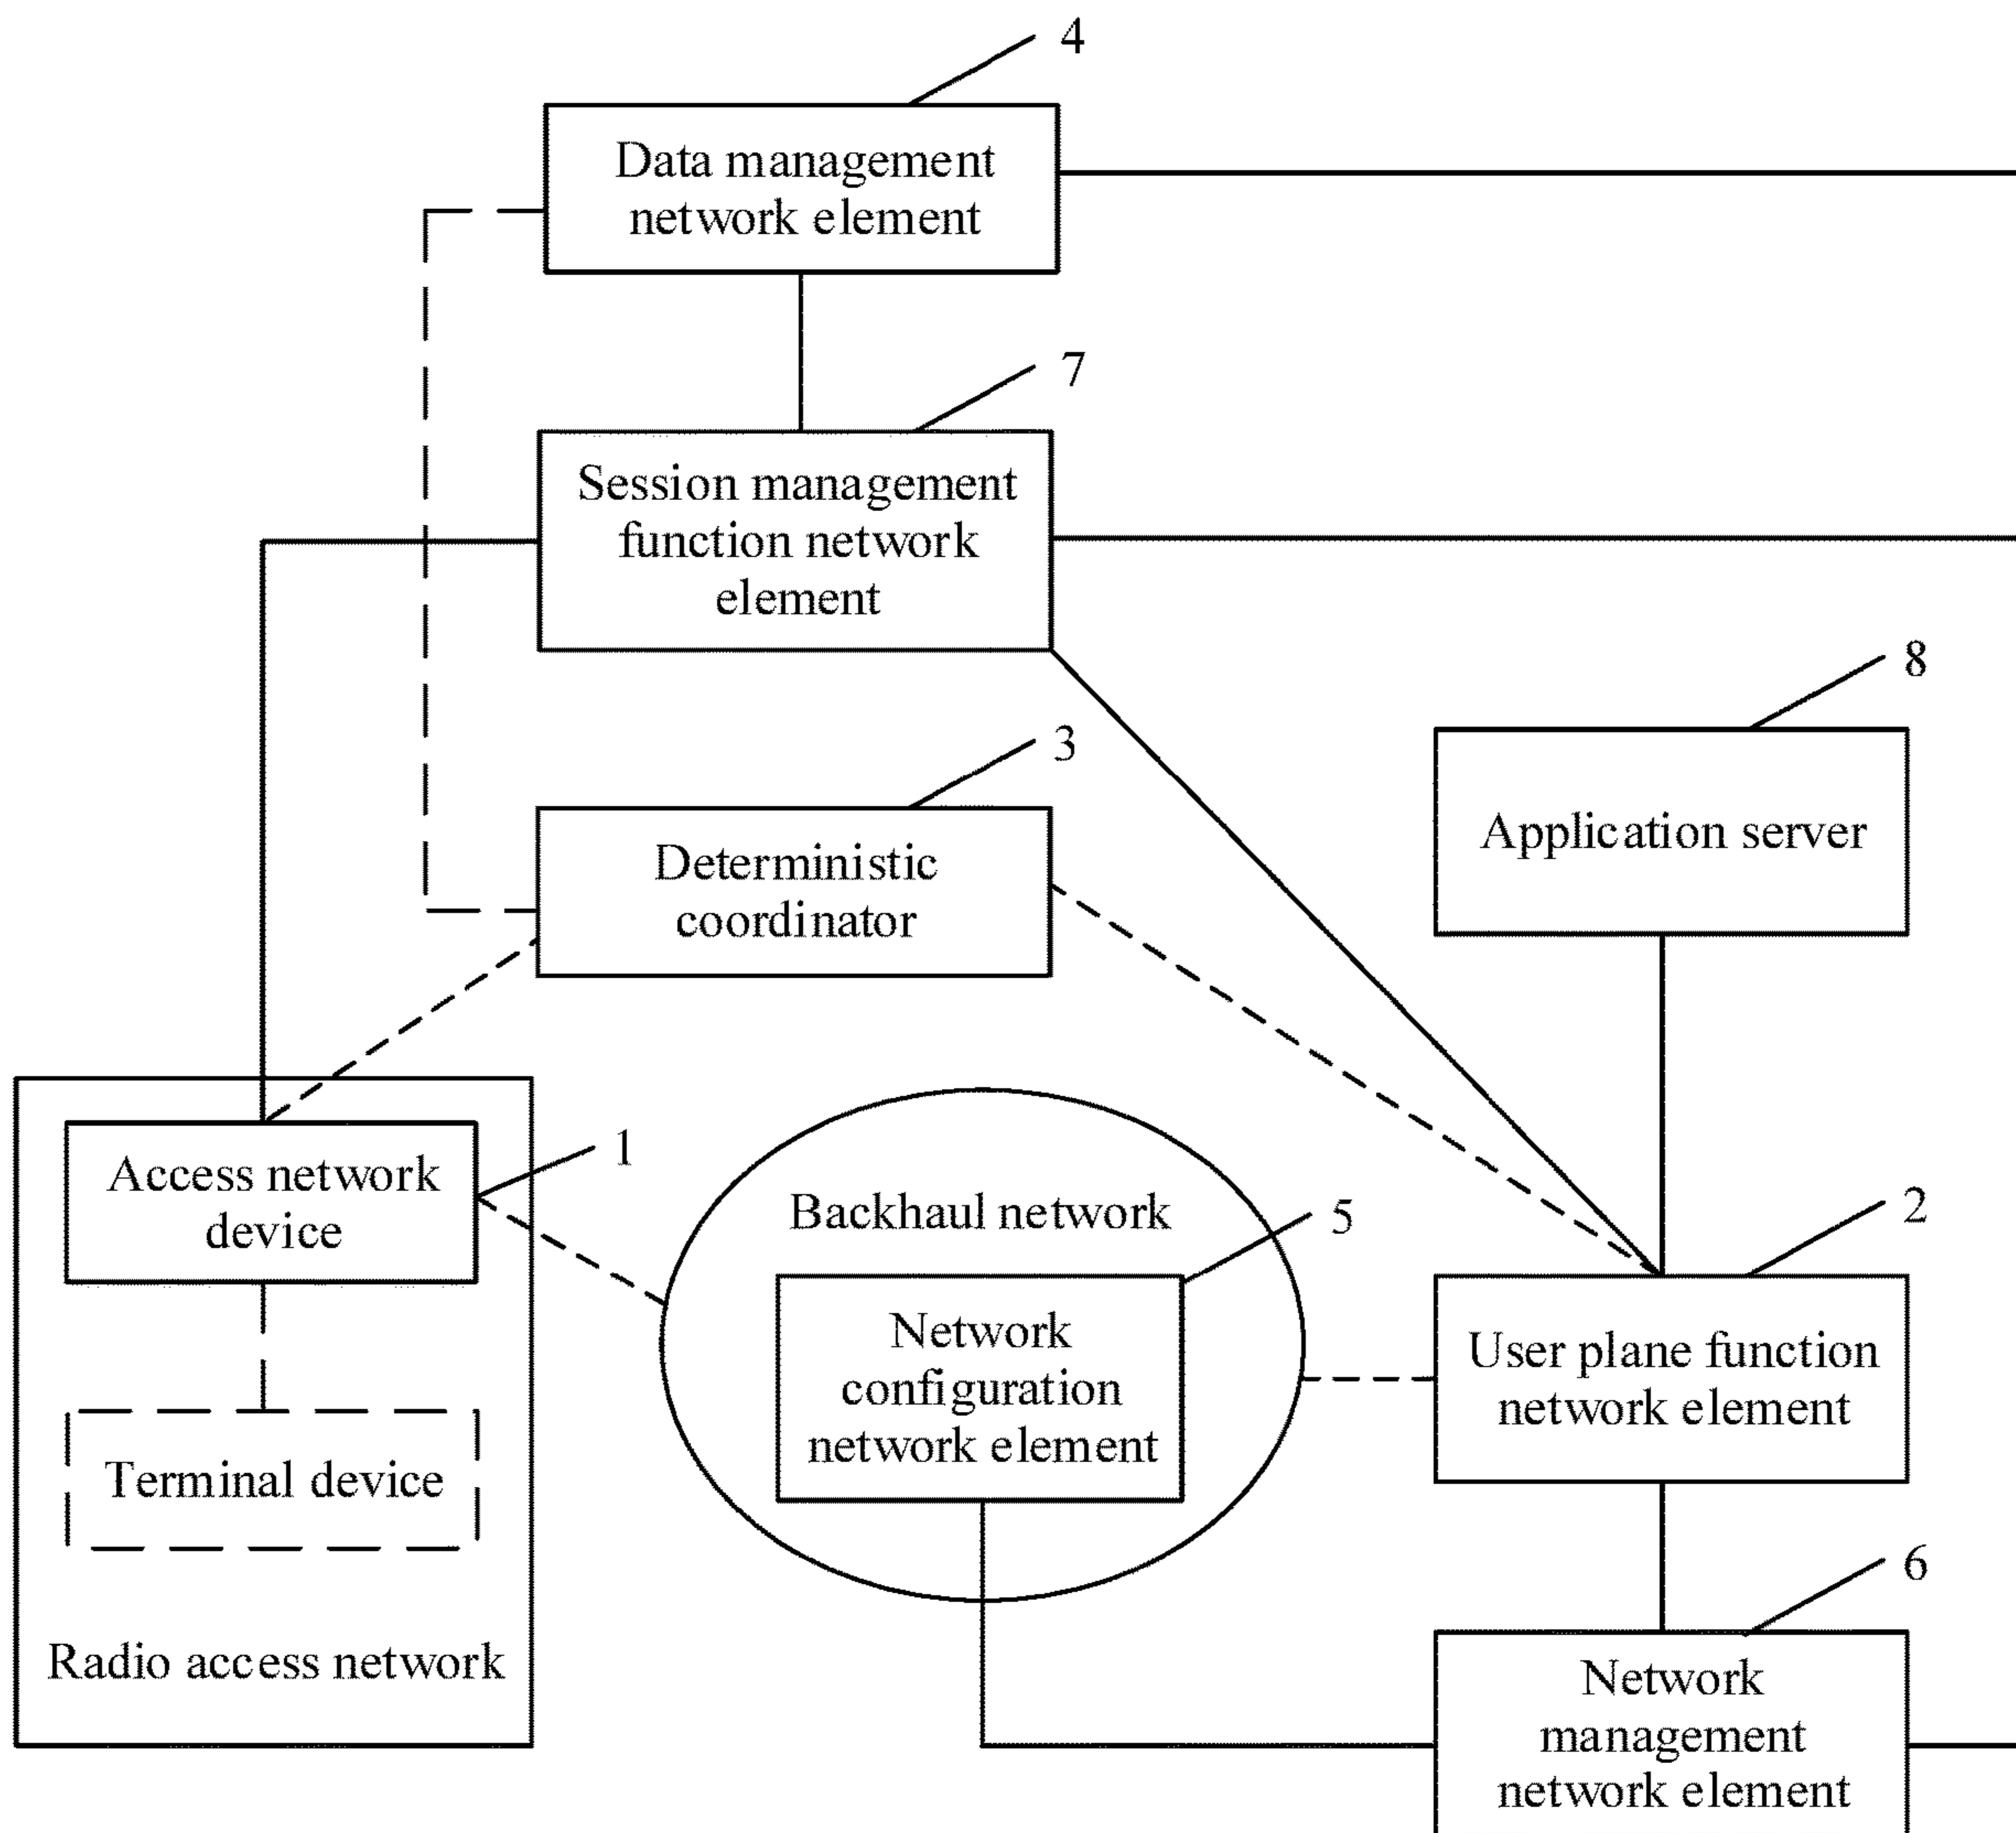 4
Data management
network element
7
Session management
function network
element
8
3
Application server
Deterministic
coordinator
1
Access network
device
Backhaul network
5
2
Network
configuration
network element
User plane function
network element
Terminal device
6
Radio access network
Network
management
network element